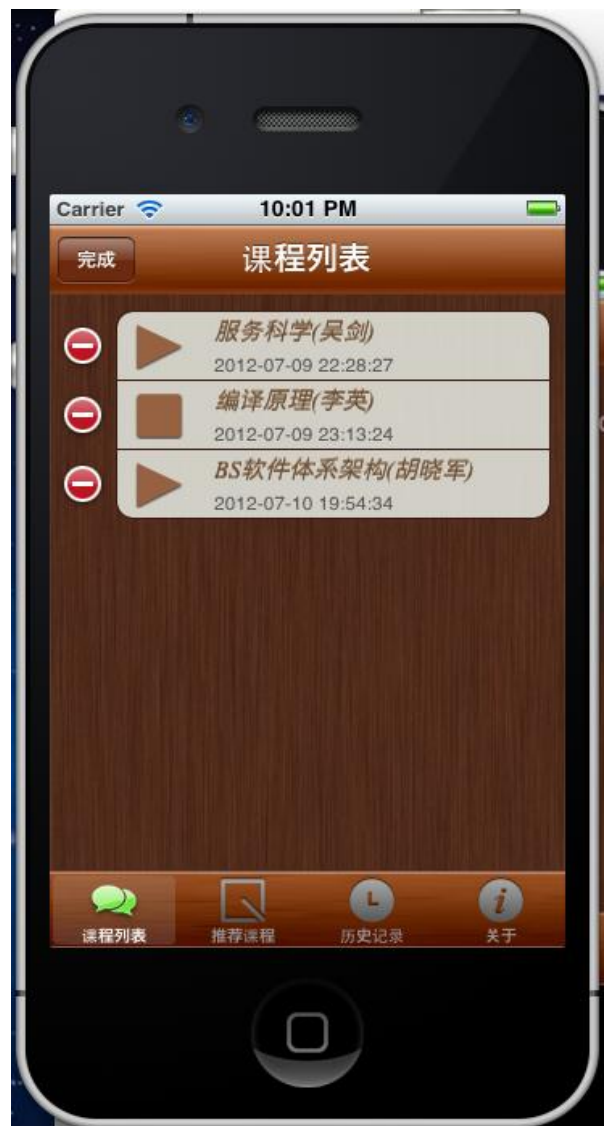 Carrier 10:01 PM
完成 课程列表
服务科学(吴剑)
2012-07-09 22:28:27
编译原理(李英)
2012-07-09 23:13:24
BS软件体系架构(胡晓军)
2012-07-10 19:54:34
课程列表 推荐课程 历史记录 关于